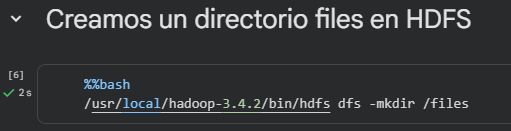 Creamos un directorio files en HDFS
[6]
2 s
%%bash
/usr/local/hadoop-3.4.2/bin/hdfs dfs -mkdir /files